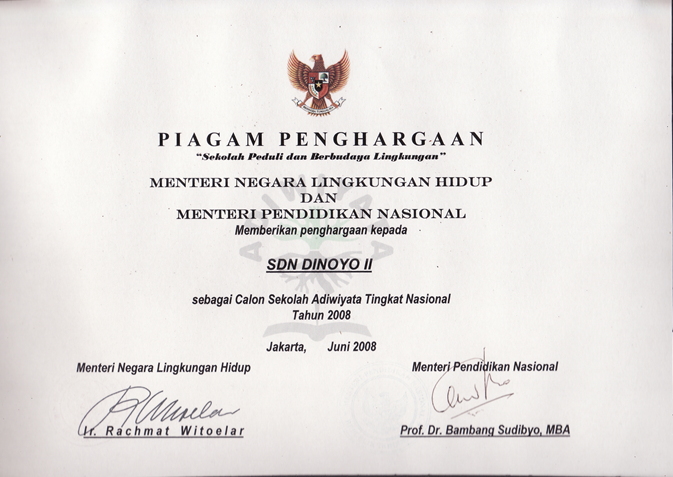 PIAGAM PENGHARGAAN
"Sekolah Peduli dan Berbudaya Lingkungan"
MENTERI NEGARA LINGKUNGAN HIDUP
DAN
MENTERI PENDIDIKAN NASIONAL
Memberikan penghargaan kepada
SDN DINOYO II
sebagai Calon Sekolah Adiwiyata Tingkat Nasional
Tahun 2008
Jakarta, Juni 2008
Menteri Negara Lingkungan Hidup
Menteri Pendidikan Nasional
Ir. Rachmat Witoelar
Prof. Dr. Bambang Sudibyo, MBA
ADIWIYATA